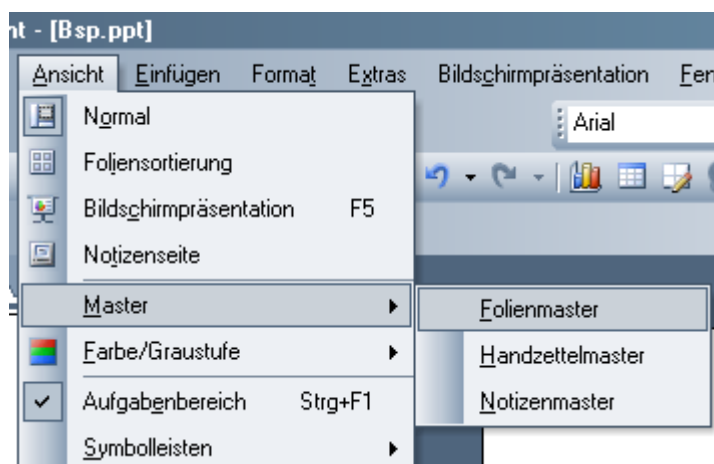 nt - [Bsp.ppt]
Ansicht Einfügen Format Extras Bildschirmpräsentation Fen
Normal
Arial
Foliensortierung
Bildschirmpräsentation F5
Notizenseite
Master
Folienmaster
Farbe/Graustufe
Handzettelmaster
Aufgabenbereich Strg+F1
Notizenmaster
Symbolleisten